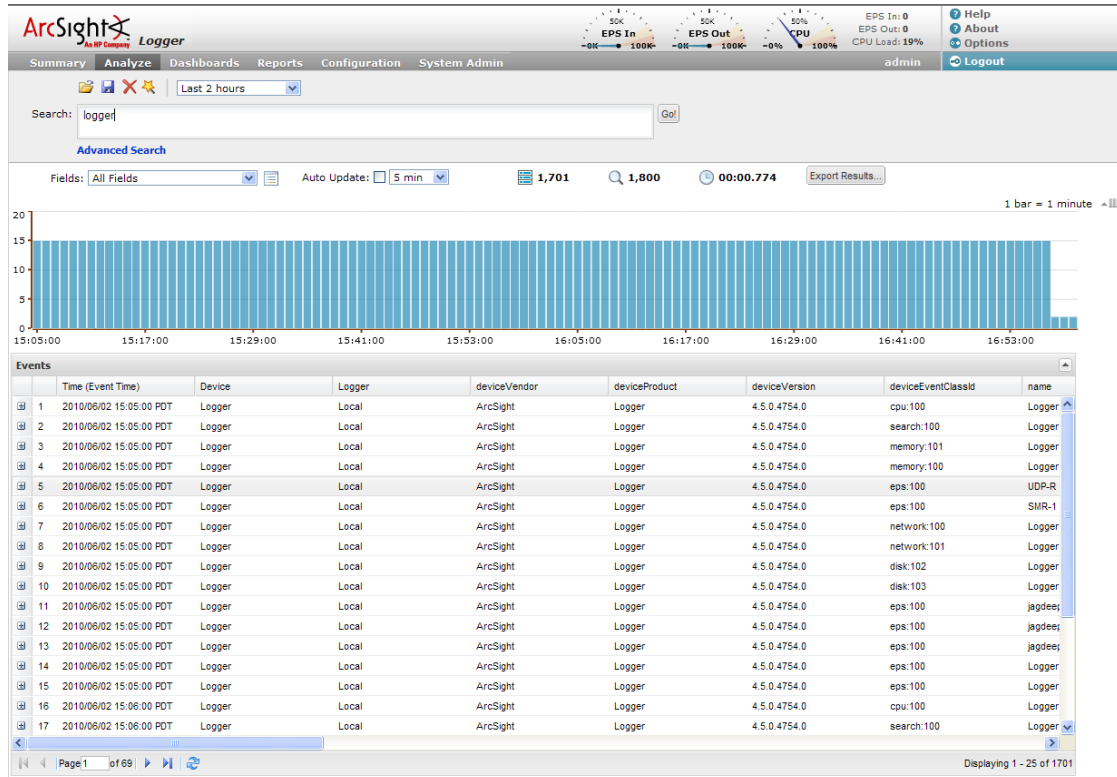 ArcSight
An HP Company
Logger
50K
EPS In
-0K 100K-
50K
EPS Out
-0K 100K-
50%
CPU
-0% 100%
EPS In: 0
EPS Out: 0
CPU Load: 19%
Help
About
Options
Summary Analyze Dashboards Reports Configuration System Admin admin Logout
Last 2 hours
Search: logger Go!
Advanced Search
Fields: All Fields Auto Update: 5 min 1,701 1,800 00:00.774 Export Results...
1 bar = 1 minute
20
15
10
5
0
15:05:00 15:17:00 15:29:00 15:41:00 15:53:00 16:05:00 16:17:00 16:29:00 16:41:00 16:53:00
Events
Time (Event Time) Device Logger deviceVendor deviceProduct deviceVersion deviceEventClassId name
1 2010/06/02 15:05:00 PDT Logger Local ArcSight Logger 4.5.0.4754.0 cpu:100 Logger
2 2010/06/02 15:05:00 PDT Logger Local ArcSight Logger 4.5.0.4754.0 search:100 Logger
3 2010/06/02 15:05:00 PDT Logger Local ArcSight Logger 4.5.0.4754.0 memory:101 Logger
4 2010/06/02 15:05:00 PDT Logger Local ArcSight Logger 4.5.0.4754.0 memory:100 Logger
5 2010/06/02 15:05:00 PDT Logger Local ArcSight Logger 4.5.0.4754.0 eps:100 UDP-R
6 2010/06/02 15:05:00 PDT Logger Local ArcSight Logger 4.5.0.4754.0 eps:100 SMR-1
7 2010/06/02 15:05:00 PDT Logger Local ArcSight Logger 4.5.0.4754.0 network:100 Logger
8 2010/06/02 15:05:00 PDT Logger Local ArcSight Logger 4.5.0.4754.0 network:101 Logger
9 2010/06/02 15:05:00 PDT Logger Local ArcSight Logger 4.5.0.4754.0 disk:102 Logger
10 2010/06/02 15:05:00 PDT Logger Local ArcSight Logger 4.5.0.4754.0 disk:103 Logger
11 2010/06/02 15:05:00 PDT Logger Local ArcSight Logger 4.5.0.4754.0 eps:100 jagdeep
12 2010/06/02 15:05:00 PDT Logger Local ArcSight Logger 4.5.0.4754.0 eps:100 jagdeep
13 2010/06/02 15:05:00 PDT Logger Local ArcSight Logger 4.5.0.4754.0 eps:100 jagdeep
14 2010/06/02 15:05:00 PDT Logger Local ArcSight Logger 4.5.0.4754.0 eps:100 Logger
15 2010/06/02 15:05:00 PDT Logger Local ArcSight Logger 4.5.0.4754.0 eps:100 Logger
16 2010/06/02 15:06:00 PDT Logger Local ArcSight Logger 4.5.0.4754.0 cpu:100 Logger
17 2010/06/02 15:06:00 PDT Logger Local ArcSight Logger 4.5.0.4754.0 search:100 Logger
Page 1 of 69 Displaying 1 - 25 of 1701